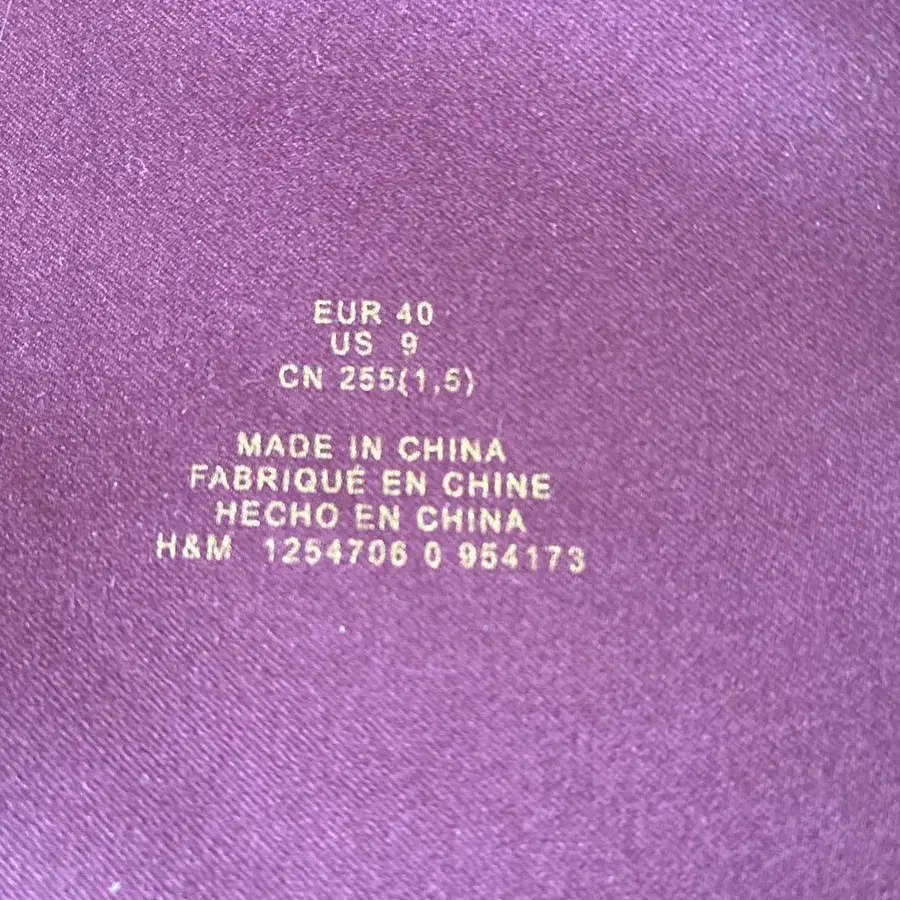 EUR 40
US 9
CN 255(1,5)
MADE IN CHINA
FABRIQUÉ EN CHINE
HECHO EN CHINA
H&M 1254706 0 954173